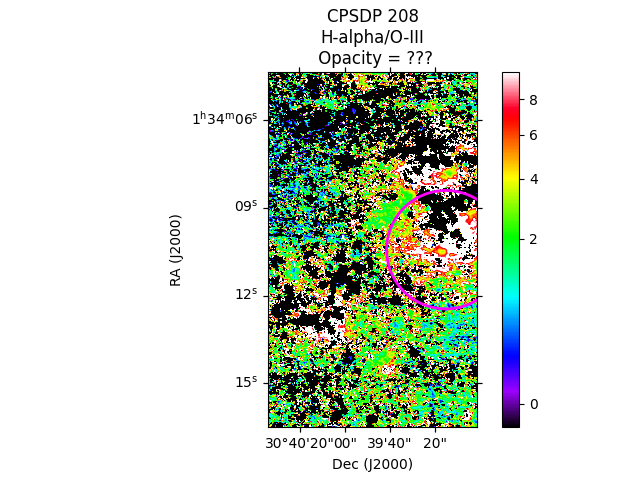 CPSDP 208
H-alpha/O-III
Opacity = ???
1ʰ34ᵐ06ˢ
09ˢ
12ˢ
15ˢ
RA (J2000)
30°40'20" 00" 39'40" 20"
Dec (J2000)
8
6
4
2
0